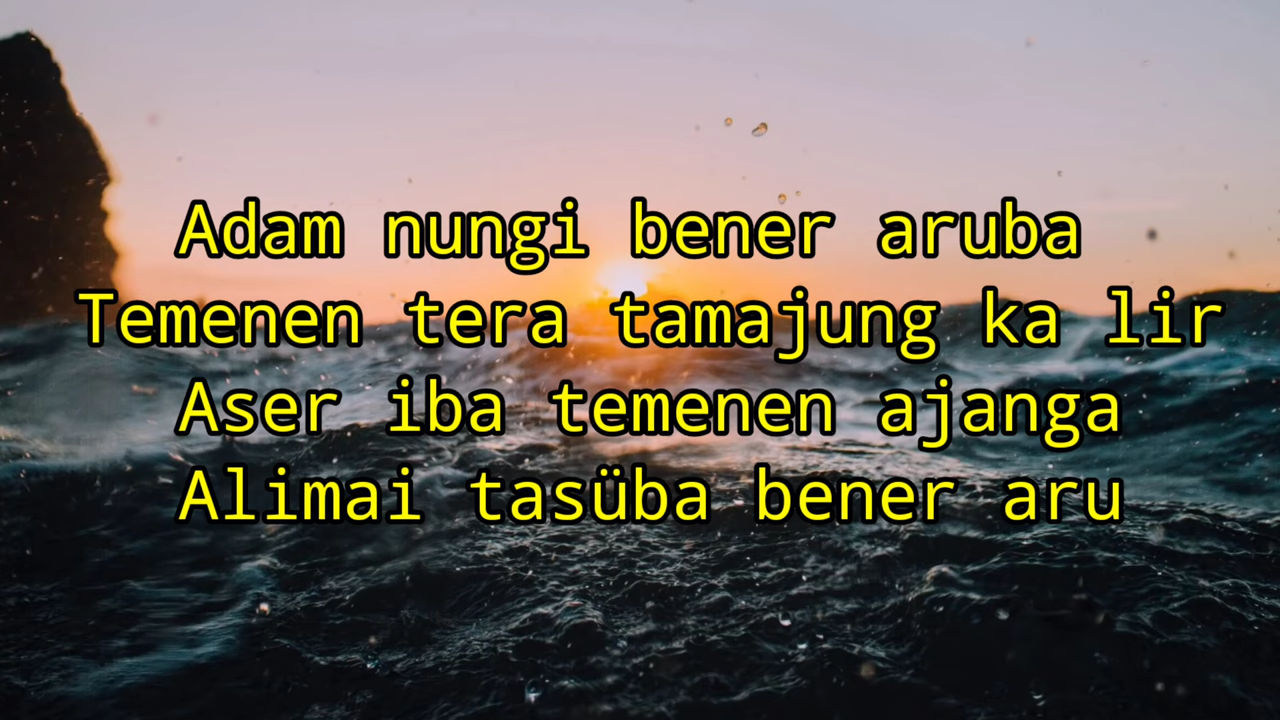 Adam nungi bener aruba
Temenen tera tamajung ka lir
Aser iba temenen ajanga
Alimai tasüba bener aru